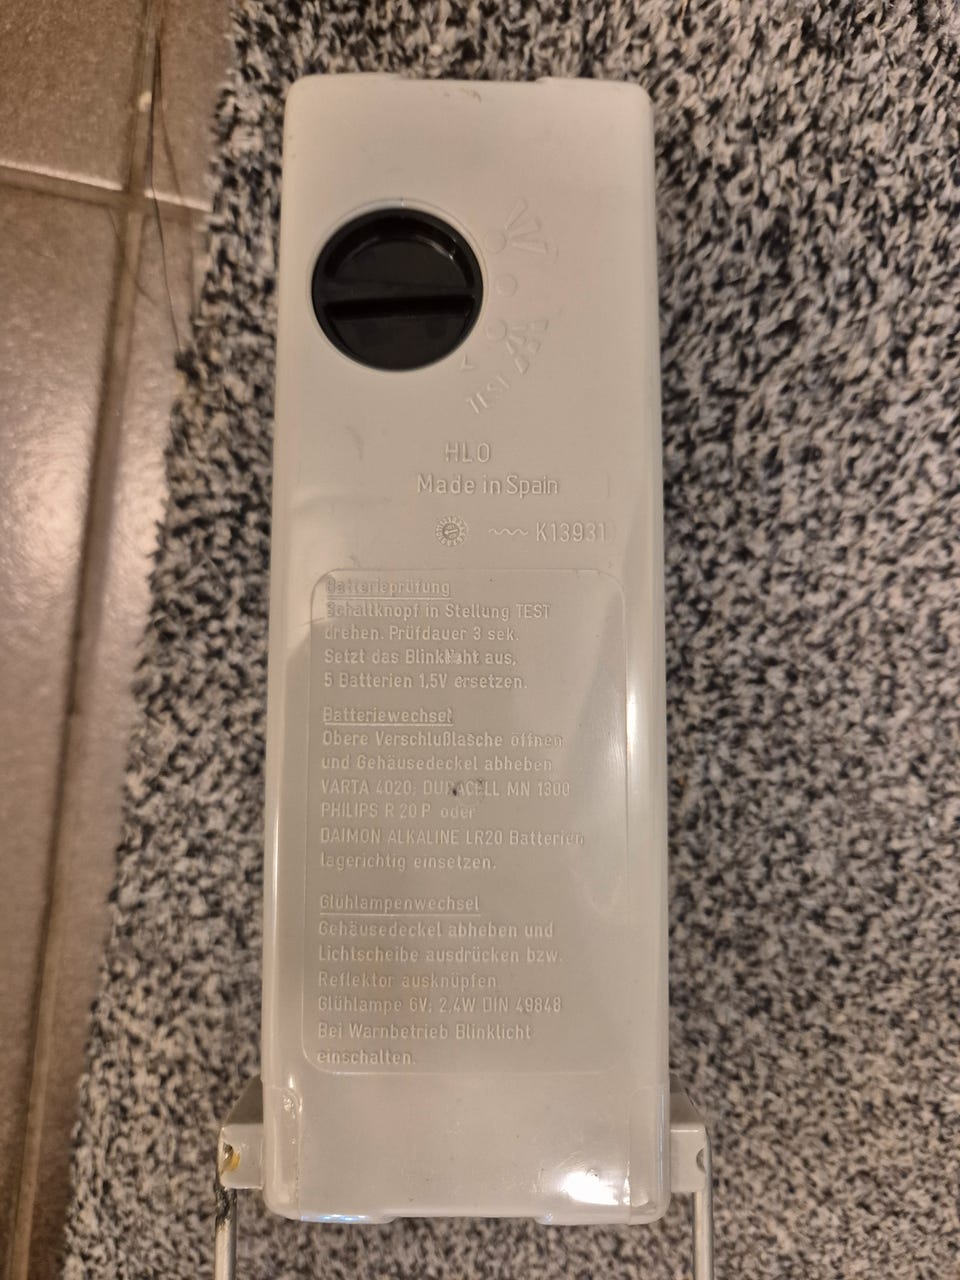 TEST
HLO
Made in Spain
K13931
Batterieprüfung
Schaltknopf in Stellung TEST
drehen. Prüfdauer 3 sek.
Setzt das Blinklicht aus,
5 Batterien 1,5V ersetzen.
Batteriewechsel
Obere Verschlußlasche öffnen
und Gehäusedeckel abheben
VARTA 4020; DURACELL MN 1300
PHILIPS R 20 P oder
DAIMON ALKALINE LR20 Batterien
lagerichtig einsetzen.
Glühlampenwechsel
Gehäusedeckel abheben und
Lichtscheibe ausdrücken bzw.
Reflektor ausknüpfen.
Glühlampe 6V; 2,4W DIN 49848
Bei Warnbetrieb Blinklicht
einschalten.